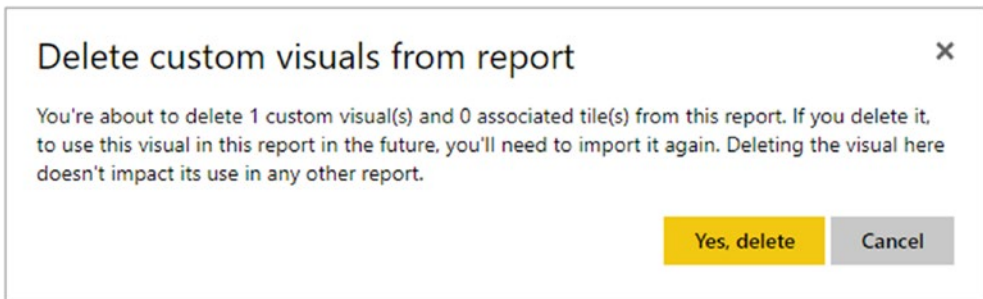 Delete custom visuals from report
You're about to delete 1 custom visual(s) and 0 associated tile(s) from this report. If you delete it,
to use this visual in this report in the future, you'll need to import it again. Deleting the visual here
doesn't impact its use in any other report.
Yes, delete Cancel